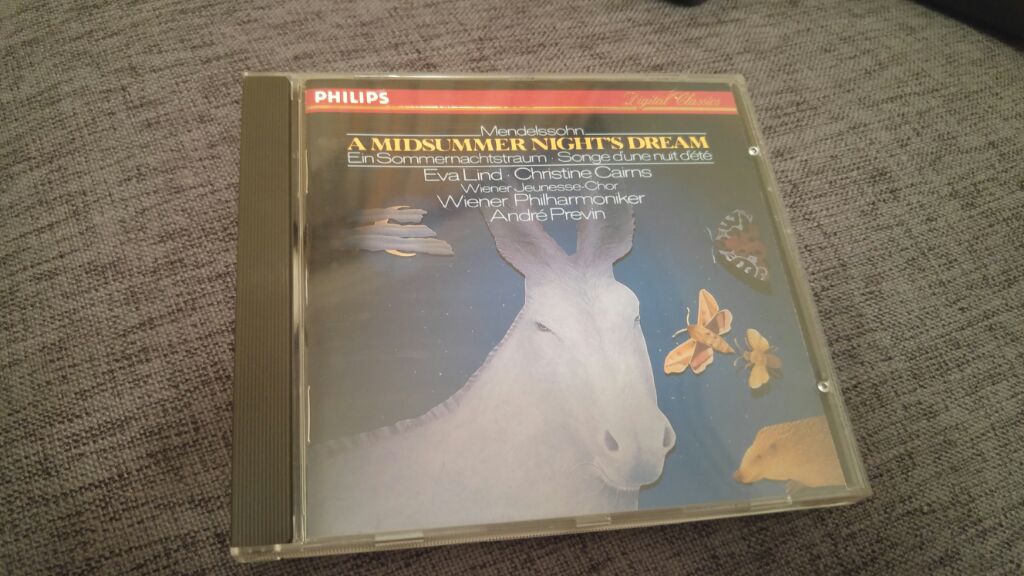 PHILIPS
Digital Classics
Mendelssohn
A MIDSUMMER NIGHT'S DREAM
Ein Sommernachtstraum · Songe d'une nuit d'été
Eva Lind · Christine Cairns
Wiener Jeunesse-Chor
Wiener Philharmoniker
André Previn